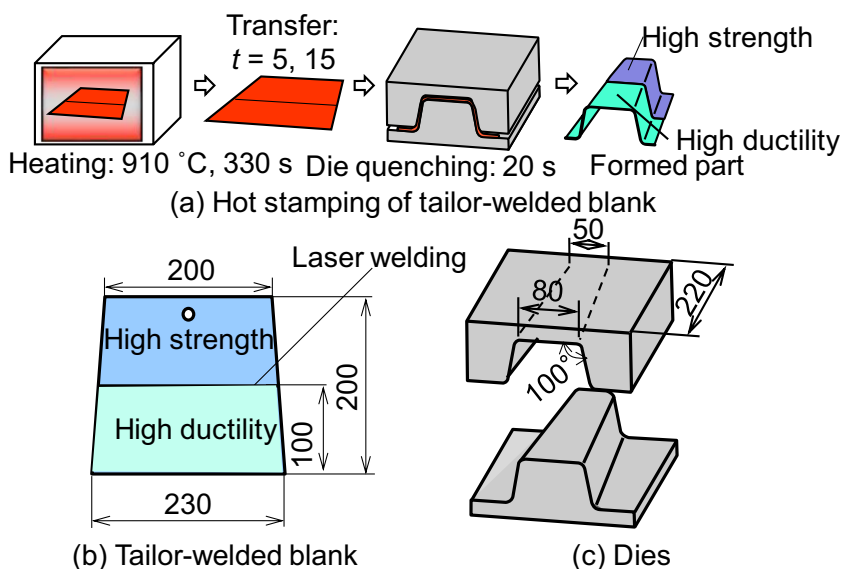 Transfer:
t = 5, 15
High strength
High ductility
Heating: 910 ˚C, 330 s
Die quenching: 20 s
Formed part
(a) Hot stamping of tailor-welded blank
200
Laser welding
High strength
High ductility
200
100
230
(b) Tailor-welded blank
50
80
220
100°
(c) Dies